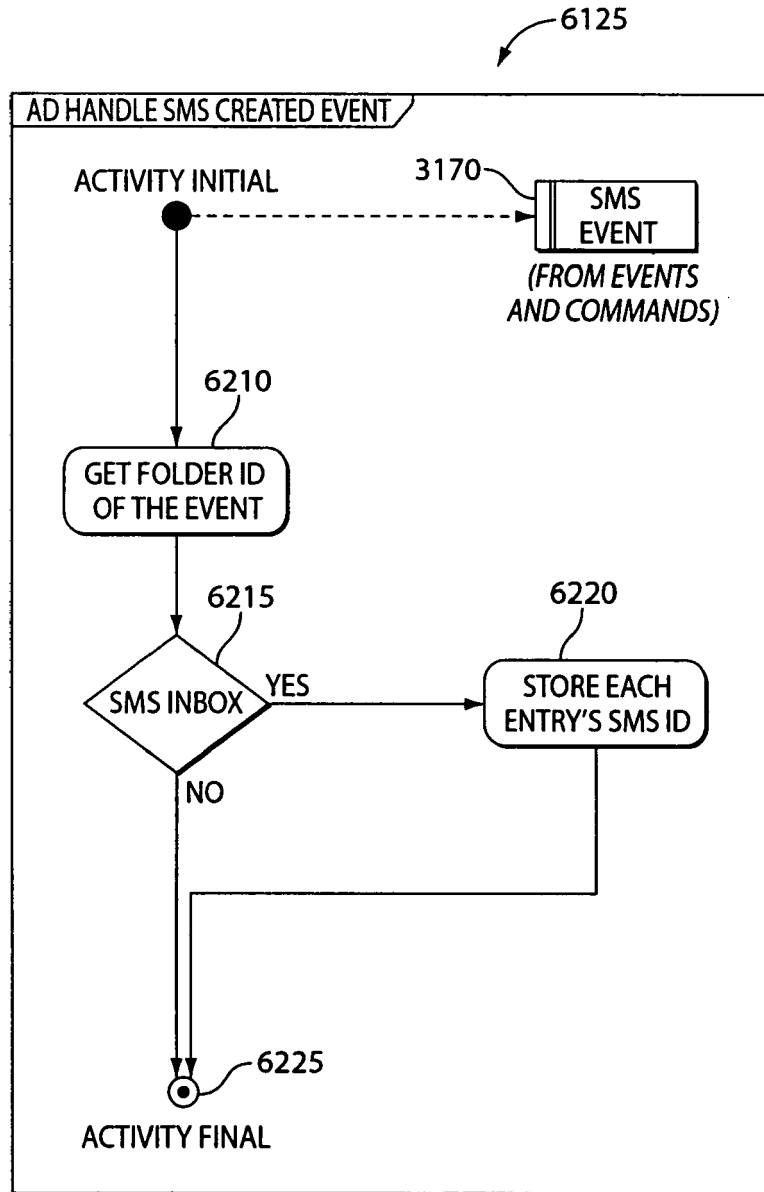 6125
AD HANDLE SMS CREATED EVENT
ACTIVITY INITIAL
3170
SMS
EVENT
(FROM EVENTS
AND COMMANDS)
6210
GET FOLDER ID
OF THE EVENT
6215
SMS INBOX
YES
NO
6220
STORE EACH
ENTRY'S SMS ID
6225
ACTIVITY FINAL